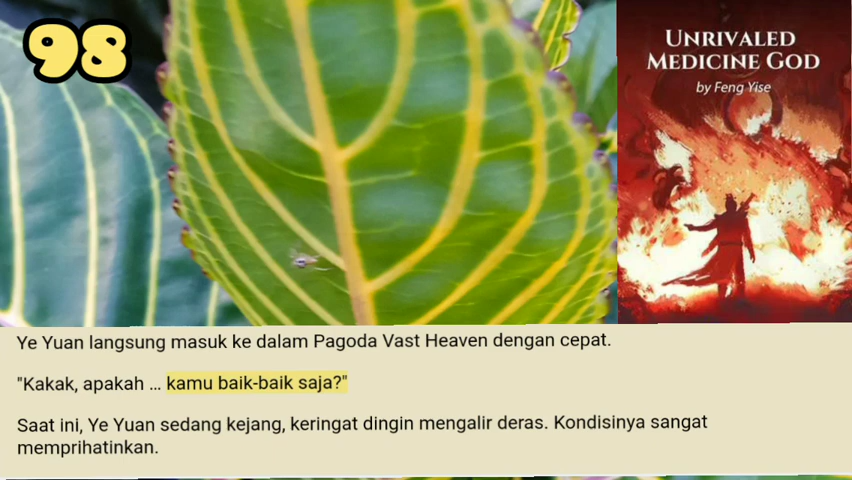 98
UNRIVALED
MEDICINE GOD
by Feng Yise
Ye Yuan langsung masuk ke dalam Pagoda Vast Heaven dengan cepat.
"Kakak, apakah ... kamu baik-baik saja?"
Saat ini, Ye Yuan sedang kejang, keringat dingin mengalir deras. Kondisinya sangat
memprihatinkan.